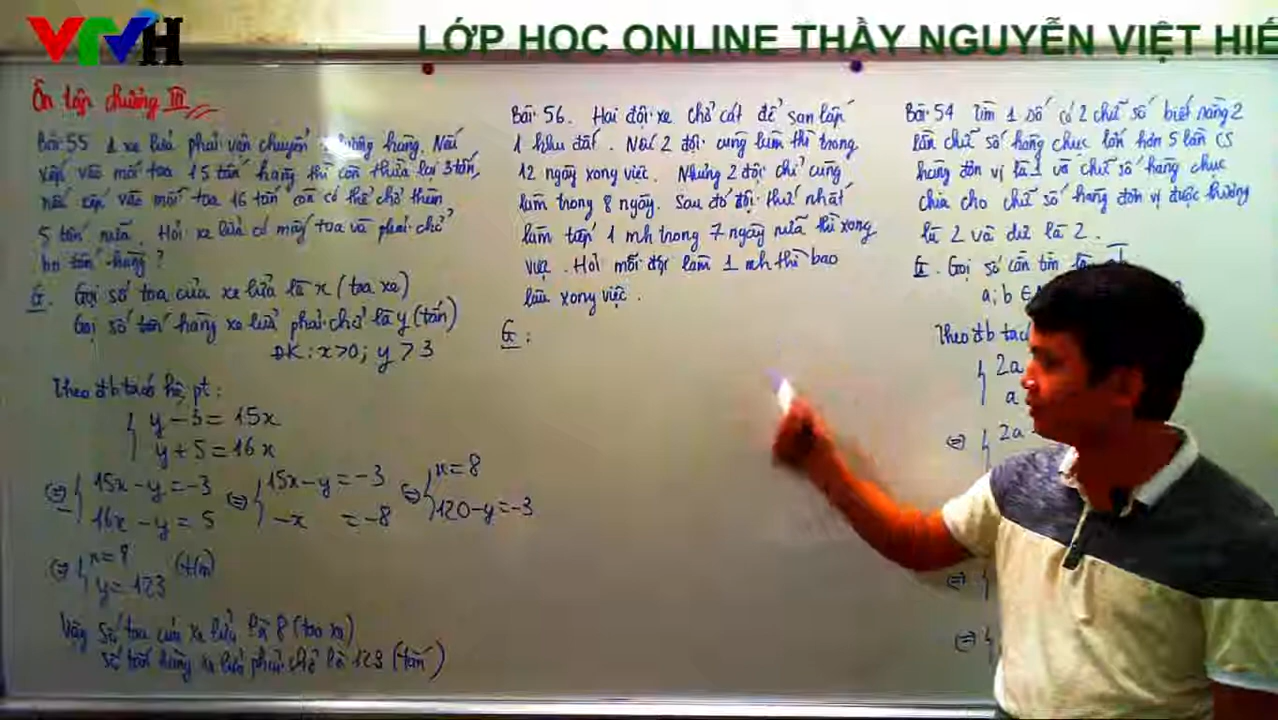 VTVH
LỚP HỌC ONLINE THẦY NGUYỄN VIỆT HIẾ
Ôn tập chương III
Bài 55 1 xe lửa phải vận chuyển lượng hàng. Nếu
xếp vào mỗi toa 15 tấn hàng thì còn thừa lại 3 tấn,
nếu xếp vào mỗi toa 16 tấn còn có thể chở thêm
5 tấn nữa. Hỏi xe lửa có mấy toa và phải chở
bn tấn hàng?
G. Gọi số toa của xe lửa là x (toa xe)
Gọi số tấn hàng xe lửa phải chở là y (tấn)
ĐK: x>0; y > 3
Theo đb ta có hệ pt:
y - 3 = 15x
y + 5 = 16x
⇔ { 15x - y = -3 ⇔ { 15x - y = -3 ⇔ { x = 8
16x - y = 5 -x = -8 120 - y = -3
⇔ { x = 8 (t/m)
y = 123
Vậy số toa của xe lửa là 8 (toa xe)
số tấn hàng xe lửa phải chở là 123 (tấn)
Bài 56. Hai đội xe chở cát để san lấp
1 khu đất. Nếu 2 đội cùng làm thì trong
12 ngày xong việc. Nhưng 2 đội chỉ cùng
làm trong 8 ngày. Sau đó đội thứ nhất
làm tiếp 1 mh trong 7 ngày nữa thì xong
việc. Hỏi mỗi đội làm 1 mh thì bao
lâu xong việc.
G:
Bài 54 Tìm 1 số có 2 chữ số biết rằng 2
lần chữ số hàng chục lớn hơn 5 lần cs
hàng đơn vị là 1 và chữ số hàng chục
chia cho chữ số hàng đơn vị được thương
là 2 và dư là 2.
G. Gọi số cần tìm là
a; b ∈
Theo đb ta có
{ 2a
a
⇔ { 2a
⇔ {
⇔ {